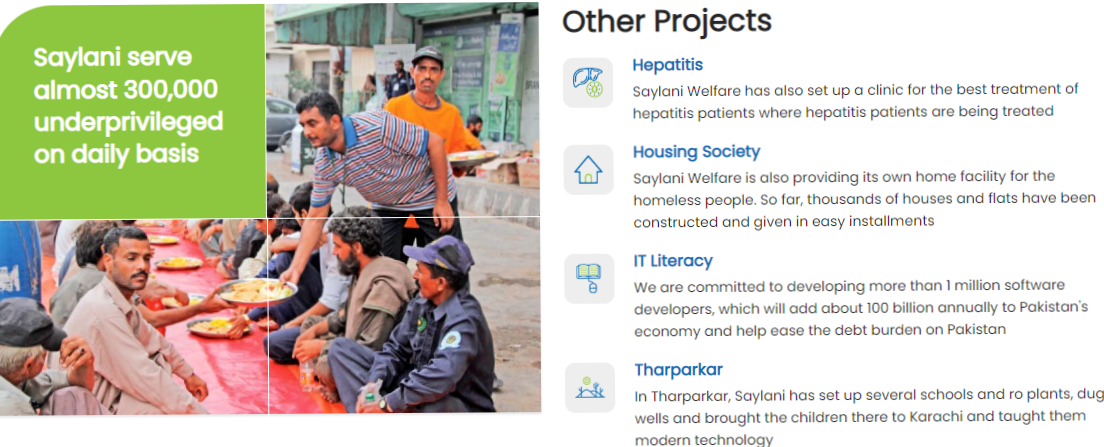 Saylani serve
almost 300,000
underprivileged
on daily basis
Other Projects
Hepatitis
Saylani Welfare has also set up a clinic for the best treatment of
hepatitis patients where hepatitis patients are being treated
Housing Society
Saylani Welfare is also providing its own home facility for the
homeless people. So far, thousands of houses and flats have been
constructed and given in easy installments
IT Literacy
We are committed to developing more than 1 million software
developers, which will add about 100 billion annually to Pakistan's
economy and help ease the debt burden on Pakistan
Tharparkar
In Tharparkar, Saylani has set up several schools and ro plants, dug
wells and brought the children there to Karachi and taught them
modern technology